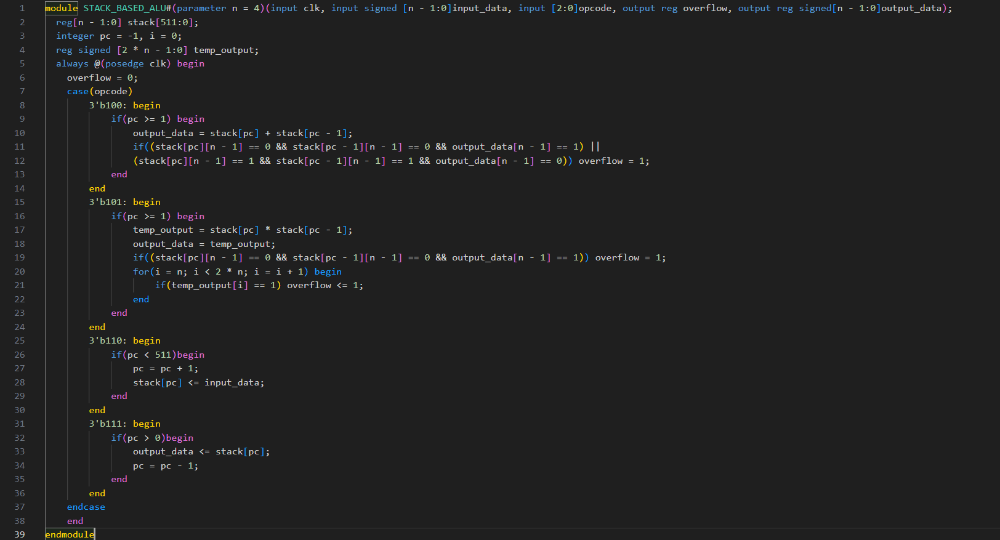 1 module STACK_BASED_ALU#(parameter n = 4)(input clk, input signed [n - 1:0]input_data, input [2:0]opcode, output reg overflow, output reg signed[n - 1:0]output_data);
2 reg[n - 1:0] stack[511:0];
3 integer pc = -1, i = 0;
4 reg signed [2 * n - 1:0] temp_output;
5 always @(posedge clk) begin
6 overflow = 0;
7 case(opcode)
8 3'b100: begin
9 if(pc >= 1) begin
10 output_data = stack[pc] + stack[pc - 1];
11 if((stack[pc][n - 1] == 0 && stack[pc - 1][n - 1] == 0 && output_data[n - 1] == 1) ||
12 (stack[pc][n - 1] == 1 && stack[pc - 1][n - 1] == 1 && output_data[n - 1] == 0)) overflow = 1;
13 end
14 end
15 3'b101: begin
16 if(pc >= 1) begin
17 temp_output = stack[pc] * stack[pc - 1];
18 output_data = temp_output;
19 if((stack[pc][n - 1] == 0 && stack[pc - 1][n - 1] == 0 && output_data[n - 1] == 1)) overflow = 1;
20 for(i = n; i < 2 * n; i = i + 1) begin
21 if(temp_output[i] == 1) overflow <= 1;
22 end
23 end
24 end
25 3'b110: begin
26 if(pc < 511)begin
27 pc = pc + 1;
28 stack[pc] <= input_data;
29 end
30 end
31 3'b111: begin
32 if(pc > 0)begin
33 output_data <= stack[pc];
34 pc = pc - 1;
35 end
36 end
37 endcase
38 end
39 endmodule